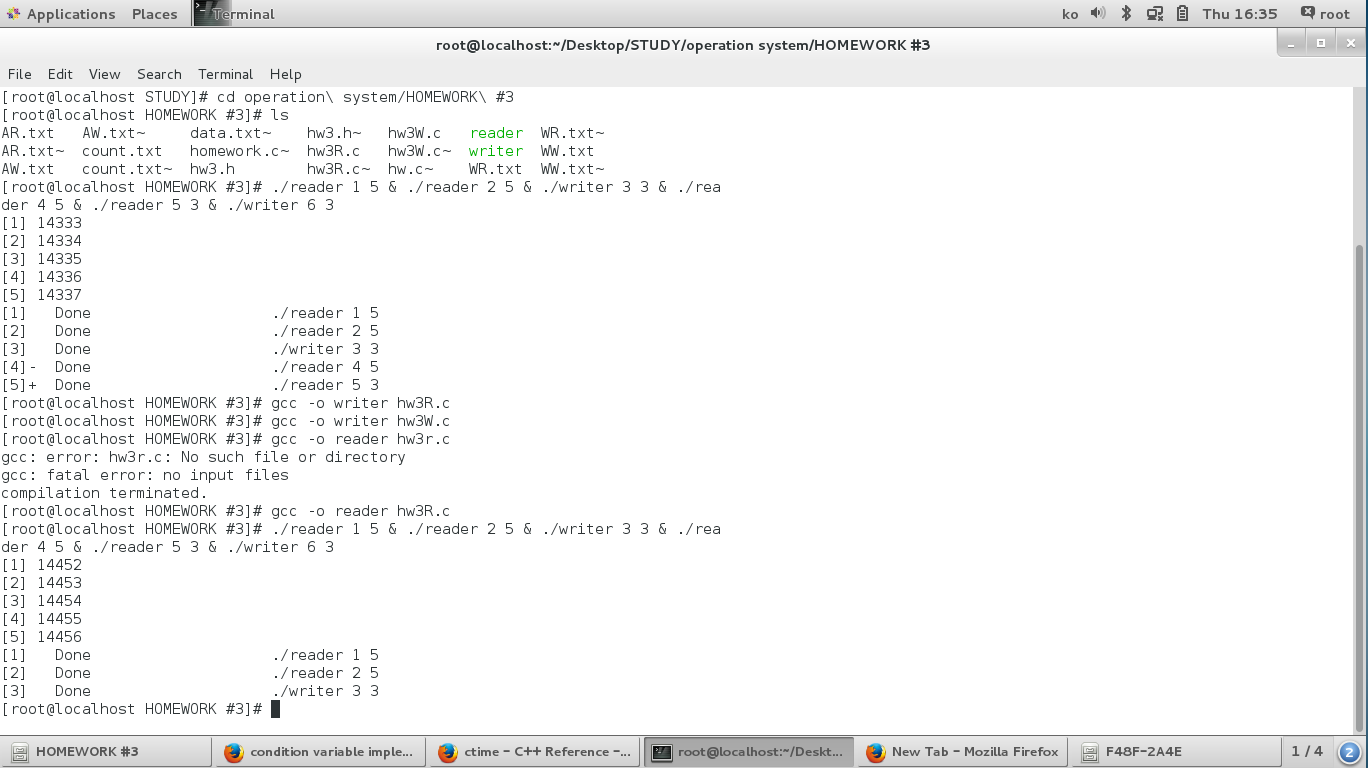 Applications Places Terminal ko Thu 16:35 root
root@localhost:~/Desktop/STUDY/operation system/HOMEWORK #3
File Edit View Search Terminal Help
[root@localhost STUDY]# cd operation\ system/HOMEWORK\ #3
[root@localhost HOMEWORK #3]# ls
AR.txt AW.txt~ data.txt~ hw3.h~ hw3W.c reader WR.txt~
AR.txt~ count.txt homework.c~ hw3R.c hw3W.c~ writer WW.txt
AW.txt count.txt~ hw3.h hw3R.c~ hw.c~ WR.txt WW.txt~
[root@localhost HOMEWORK #3]# ./reader 1 5 & ./reader 2 5 & ./writer 3 3 & ./rea
der 4 5 & ./reader 5 3 & ./writer 6 3
[1] 14333
[2] 14334
[3] 14335
[4] 14336
[5] 14337
[1] Done ./reader 1 5
[2] Done ./reader 2 5
[3] Done ./writer 3 3
[4]- Done ./reader 4 5
[5]+ Done ./reader 5 3
[root@localhost HOMEWORK #3]# gcc -o writer hw3R.c
[root@localhost HOMEWORK #3]# gcc -o writer hw3W.c
[root@localhost HOMEWORK #3]# gcc -o reader hw3r.c
gcc: error: hw3r.c: No such file or directory
gcc: fatal error: no input files
compilation terminated.
[root@localhost HOMEWORK #3]# gcc -o reader hw3R.c
[root@localhost HOMEWORK #3]# ./reader 1 5 & ./reader 2 5 & ./writer 3 3 & ./rea
der 4 5 & ./reader 5 3 & ./writer 6 3
[1] 14452
[2] 14453
[3] 14454
[4] 14455
[5] 14456
[1] Done ./reader 1 5
[2] Done ./reader 2 5
[3] Done ./writer 3 3
[root@localhost HOMEWORK #3]#
HOMEWORK #3 condition variable imple... ctime - C++ Reference -... root@localhost:~/Deskt... New Tab - Mozilla Firefox F48F-2A4E 1 / 4 2